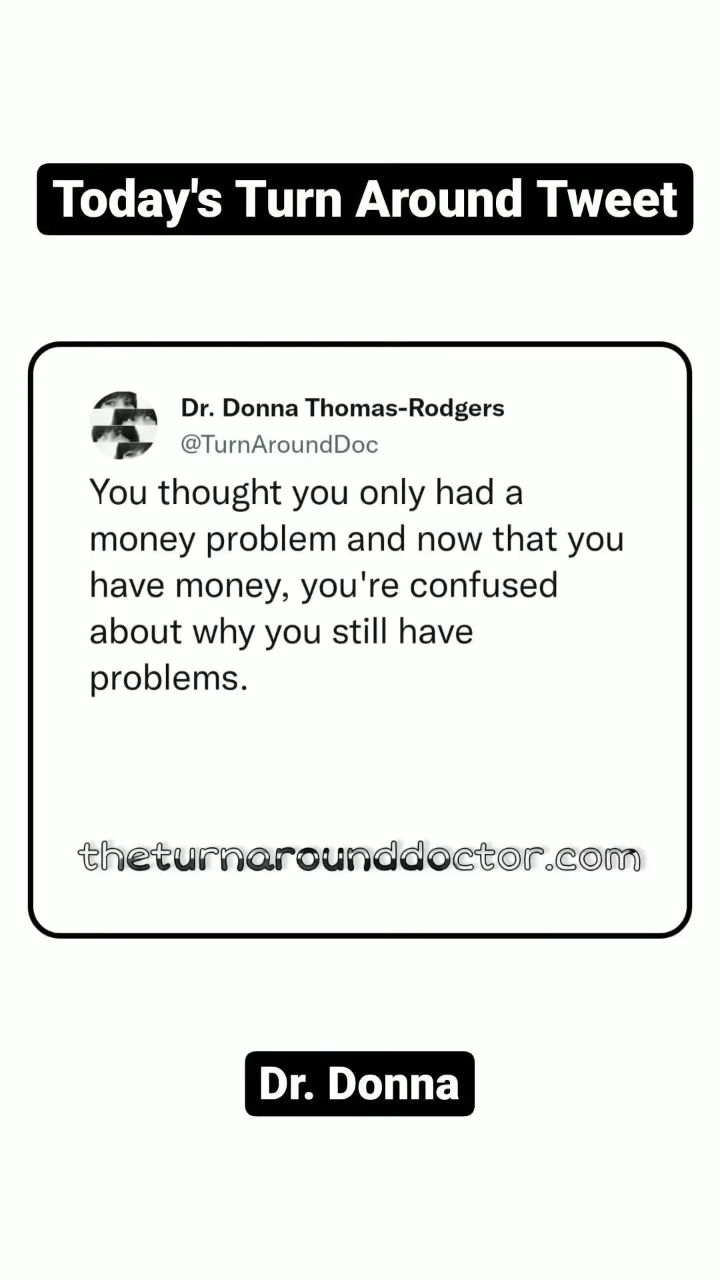 Today's Turn Around Tweet
Dr. Donna Thomas-Rodgers
@TurnAroundDoc
You thought you only had a
money problem and now that you
have money, you're confused
about why you still have
problems.
theturnarounddoctor.com
Dr. Donna